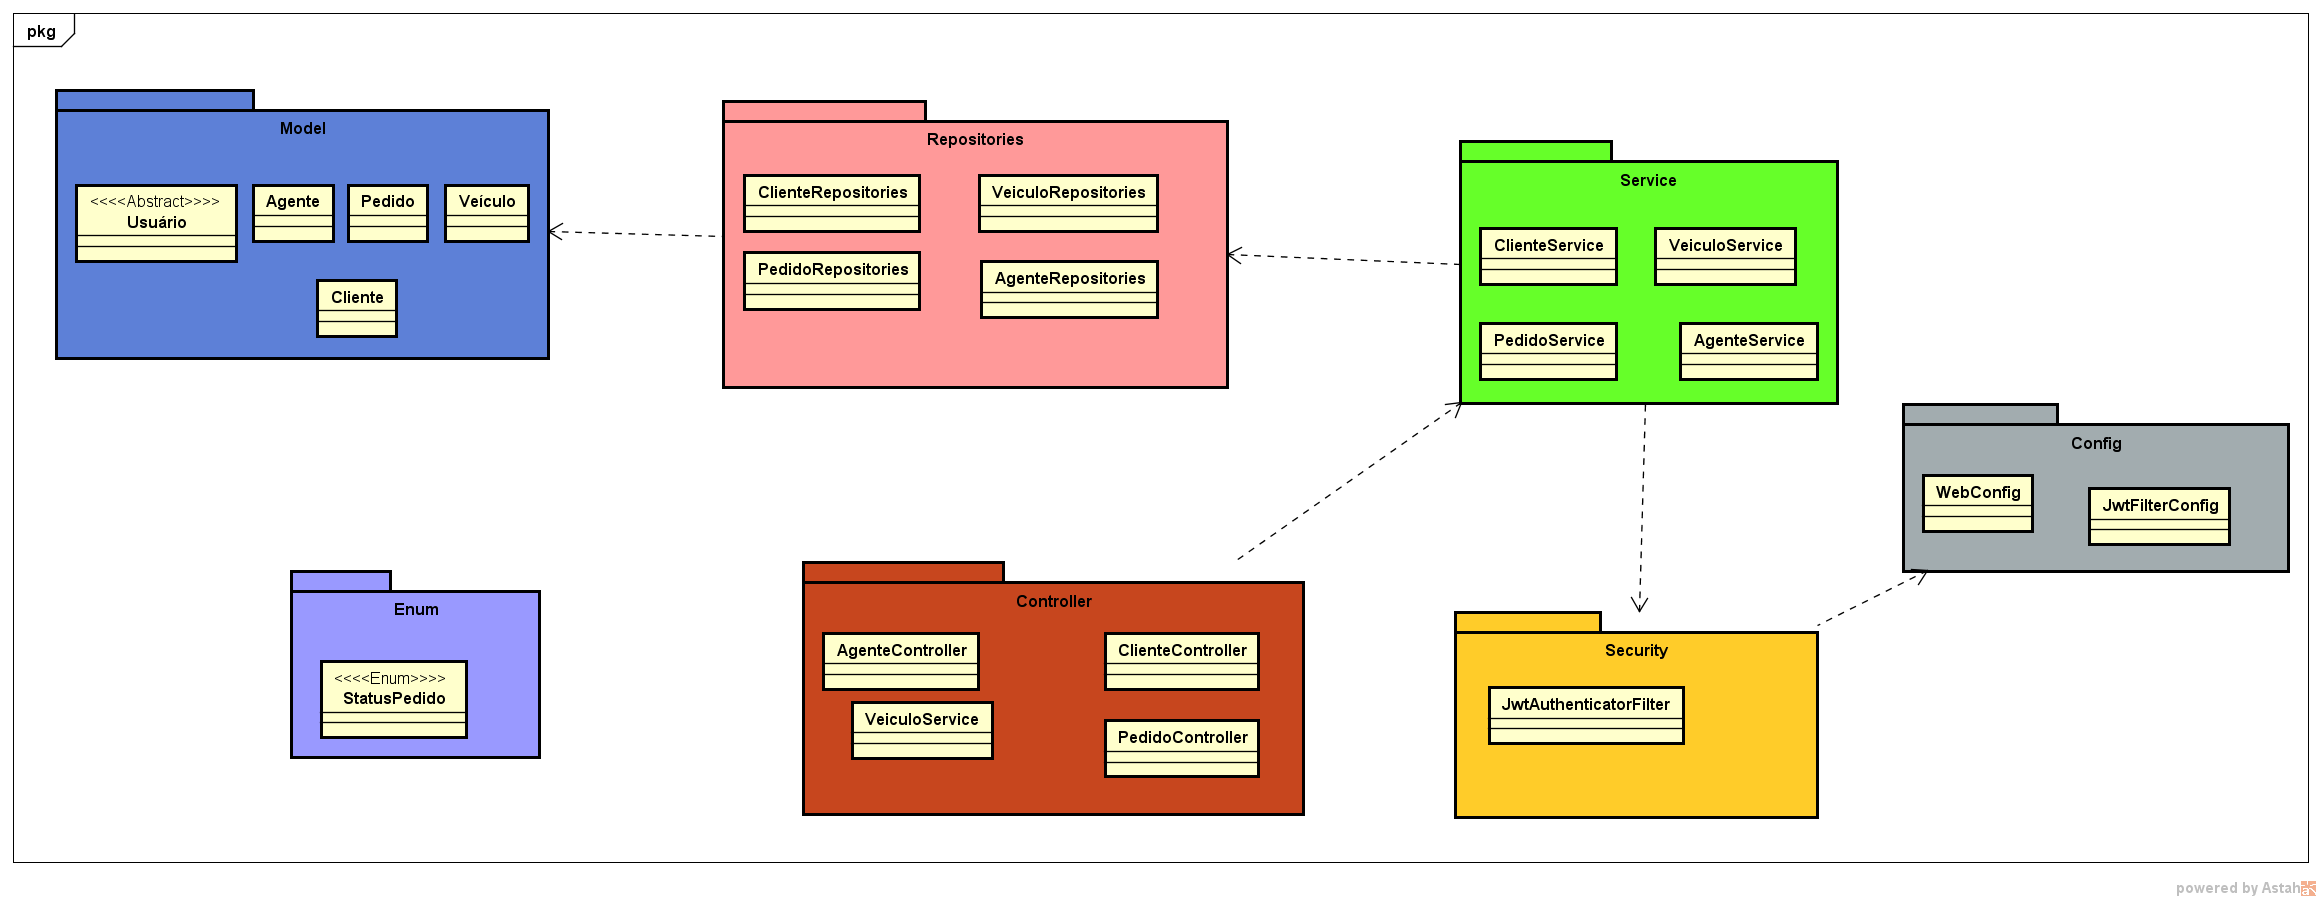 pkg
Model
<<<<Abstract>>>>
Usuário
Agente
Pedido
Veículo
Cliente
Repositories
ClienteRepositories
VeiculoRepositories
PedidoRepositories
AgenteRepositories
Service
ClienteService
VeiculoService
PedidoService
AgenteService
Config
WebConfig
JwtFilterConfig
Enum
<<<<Enum>>>>
StatusPedido
Controller
AgenteController
ClienteController
VeiculoService
PedidoController
Security
JwtAuthenticatorFilter
powered by Astah